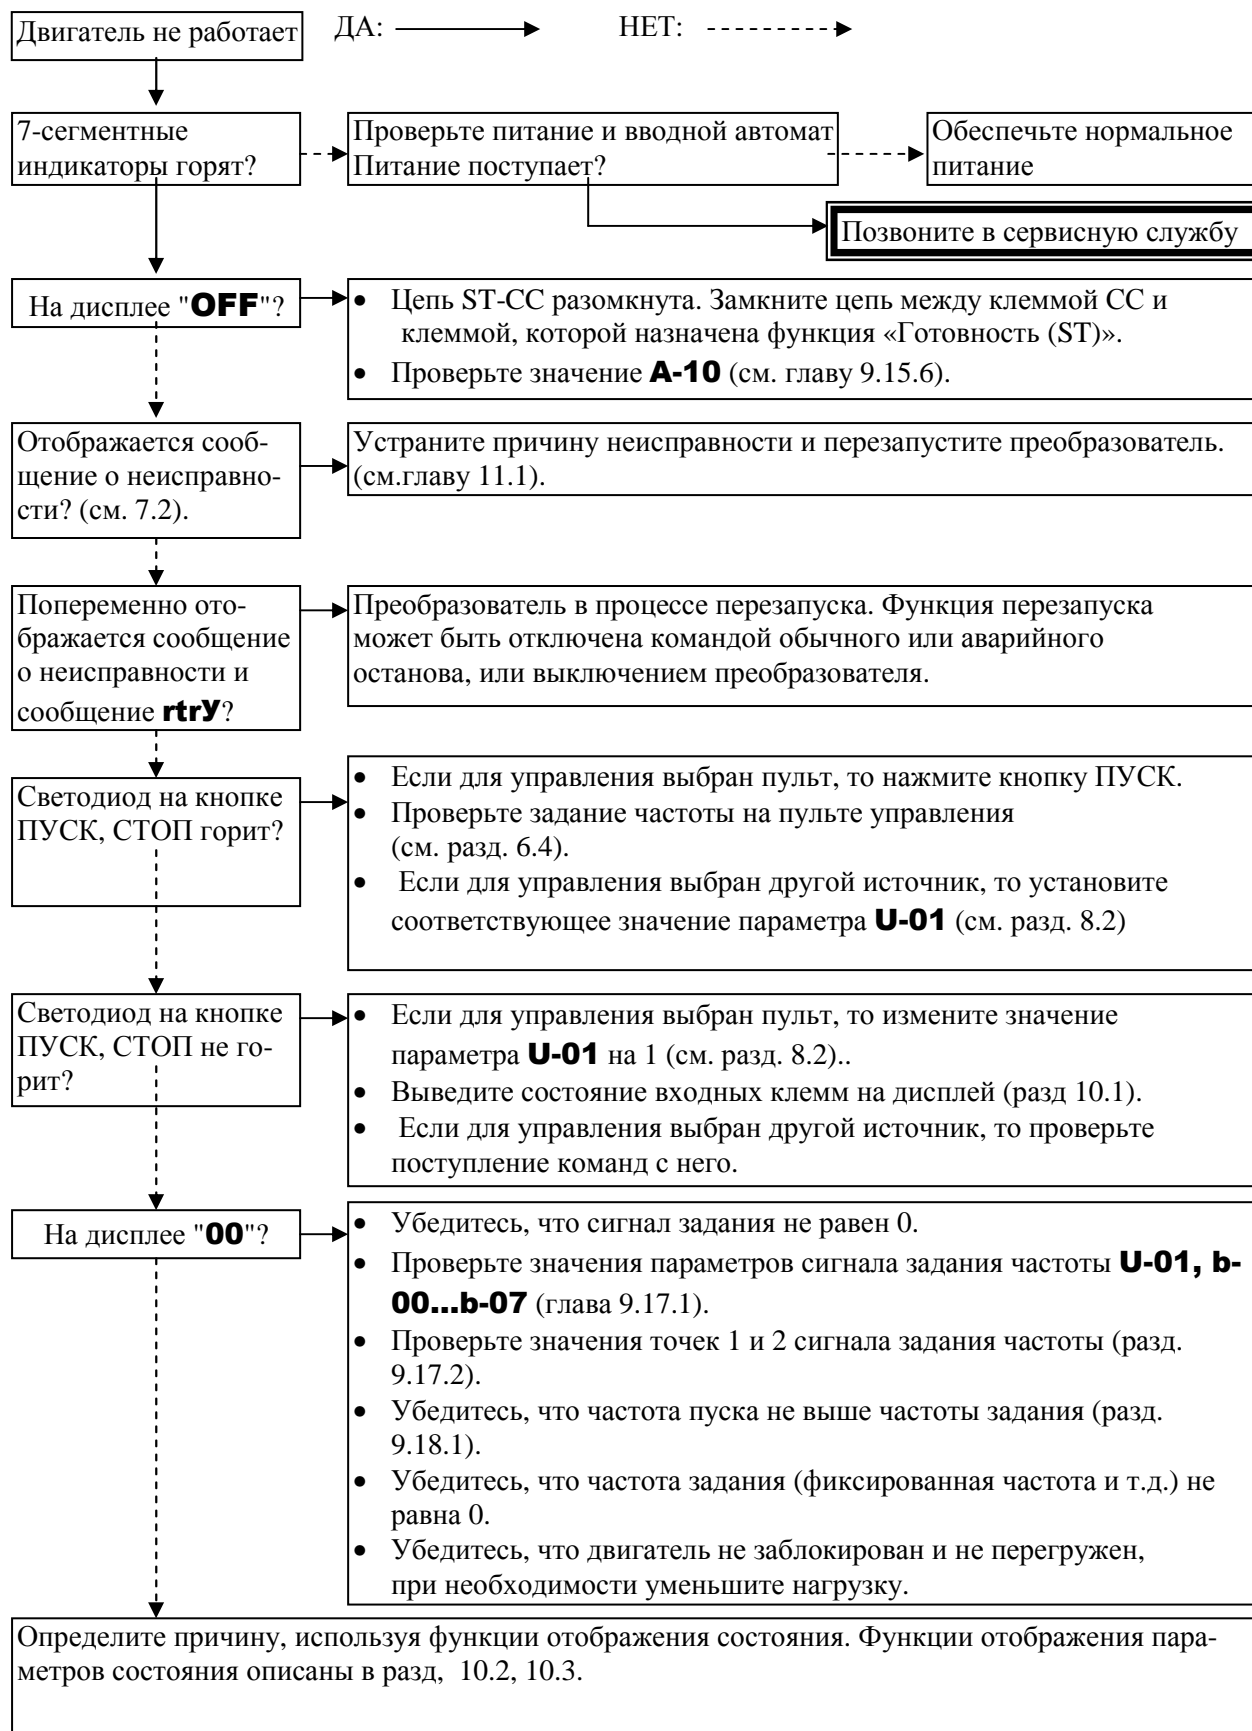 Двигатель не работает ДА: НЕТ:
7-сегментные
индикаторы горят?
Проверьте питание и вводной автомат
Питание поступает?
Обеспечьте нормальное
питание
Позвоните в сервисную службу
На дисплее "OFF"?
• Цепь ST-CC разомкнута. Замкните цепь между клеммой CC и
клеммой, которой назначена функция «Готовность (ST)».
• Проверьте значение A-10 (см. главу 9.15.6).
Отображается сооб-
щение о неисправно-
сти? (см. 7.2).
Устраните причину неисправности и перезапустите преобразователь.
(см.главу 11.1).
Попеременно ото-
бражается сообщение
о неисправности и
сообщение rtrУ?
Преобразователь в процессе перезапуска. Функция перезапуска
может быть отключена командой обычного или аварийного
останова, или выключением преобразователя.
Светодиод на кнопке
ПУСК, СТОП горит?
• Если для управления выбран пульт, то нажмите кнопку ПУСК.
• Проверьте задание частоты на пульте управления
(см. разд. 6.4).
• Если для управления выбран другой источник, то установите
соответствующее значение параметра U-01 (см. разд. 8.2)
Светодиод на кнопке
ПУСК, СТОП не го-
рит?
• Если для управления выбран пульт, то измените значение
параметра U-01 на 1 (см. разд. 8.2)..
• Выведите состояние входных клемм на дисплей (разд 10.1).
• Если для управления выбран другой источник, то проверьте
поступление команд с него.
На дисплее "00"?
• Убедитесь, что сигнал задания не равен 0.
• Проверьте значения параметров сигнала задания частоты U-01, b-
00...b-07 (глава 9.17.1).
• Проверьте значения точек 1 и 2 сигнала задания частоты (разд.
9.17.2).
• Убедитесь, что частота пуска не выше частоты задания (разд.
9.18.1).
• Убедитесь, что частота задания (фиксированная частота и т.д.) не
равна 0.
• Убедитесь, что двигатель не заблокирован и не перегружен,
при необходимости уменьшите нагрузку.
Определите причину, используя функции отображения состояния. Функции отображения пара-
метров состояния описаны в разд, 10.2, 10.3.